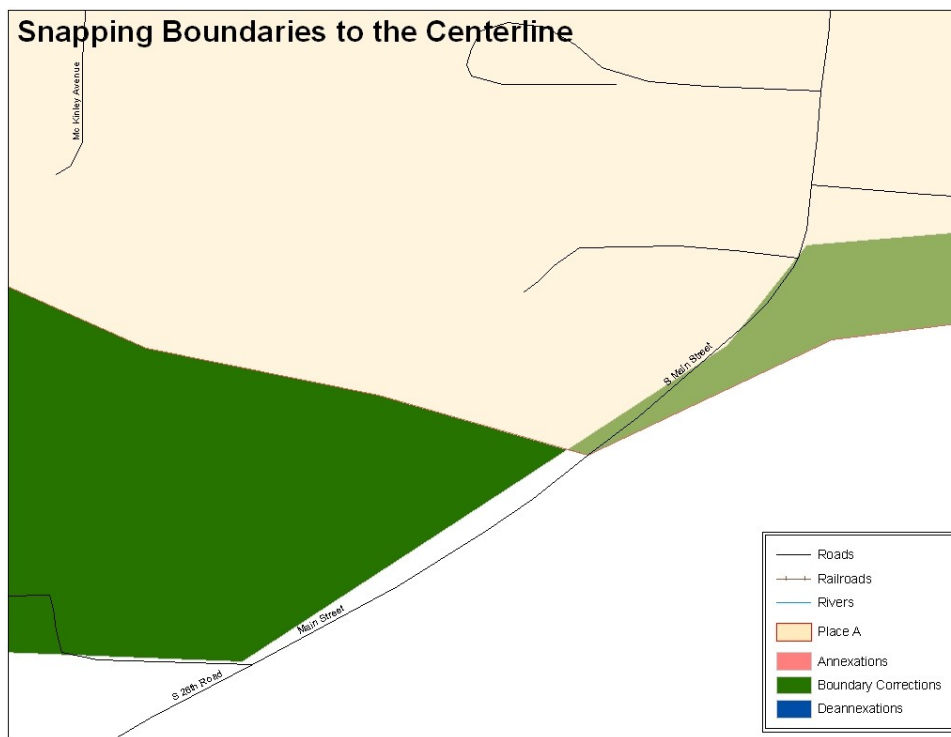 Snapping Boundaries to the Centerline
Mc Kinley Avenue
S Main Street
Main Street
S 26th Road
Roads
Railroads
Rivers
Place A
Annexations
Boundary Corrections
Deannexations